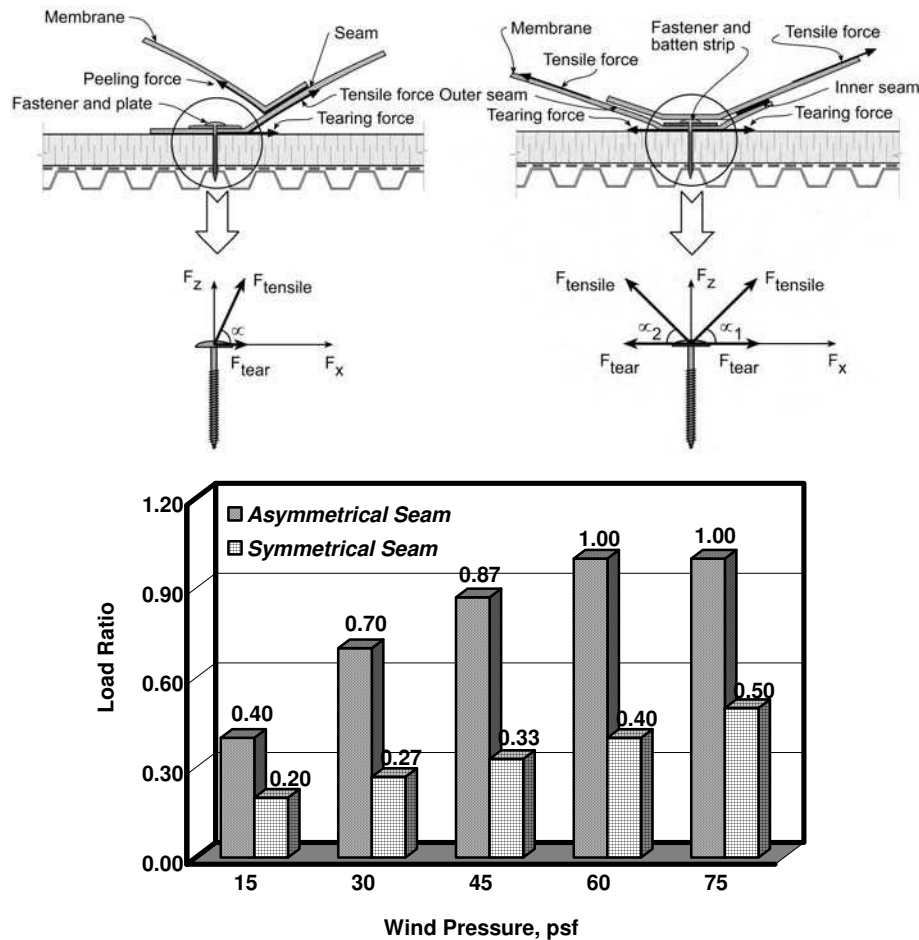 Membrane
Seam
Peeling force
Fastener and plate
Tensile force
Tearing force
F_z
F_tensile
∝
F_tear
F_x
Membrane
Fastener and
batten strip
Tensile force
Tensile force
Outer seam
Inner seam
Tearing force
Tearing force
F_tensile
F_z
F_tensile
∝_2
∝_1
F_tear
F_tear
F_x
Asymmetrical Seam
Symmetrical Seam
Load Ratio
1.20
0.90
0.60
0.30
0.00
0.40
0.20
0.70
0.27
0.87
0.33
1.00
0.40
1.00
0.50
15
30
45
60
75
Wind Pressure, psf